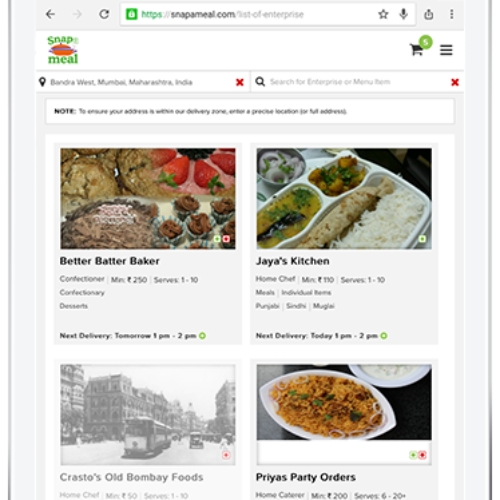 https://snapameal.com/list-of-enterprise
Snap®
meal
5
Bandra West, Mumbai, Maharashtra, India
Search for Enterprise or Menu Item
NOTE: To ensure your address is within our delivery zone, enter a precise location (or full address).
Better Batter Baker
Confectioner | Min: ₹ 250 | Serves: 1 - 10
Confectionary
Desserts
Next Delivery: Tomorrow 1 pm - 2 pm
Jaya's Kitchen
Home Chef | Min: ₹ 110 | Serves: 1 - 10
Meals | Individual Items
Punjabi | Sindhi | Muglai
Next Delivery: Today 1 pm - 2 pm
Crasto's Old Bombay Foods
Home Chef | Min: ₹ 50 | Serves: 1 - 10
Priyas Party Orders
Home Caterer | Min: ₹ 200 | Serves: 6 - 20+